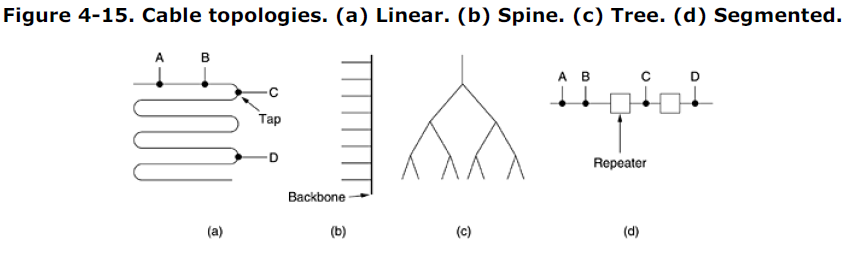 Figure 4-15. Cable topologies. (a) Linear. (b) Spine. (c) Tree. (d) Segmented.
A B
C
Tap
D
(a)
Backbone
(b)
(c)
A B C D
Repeater
(d)